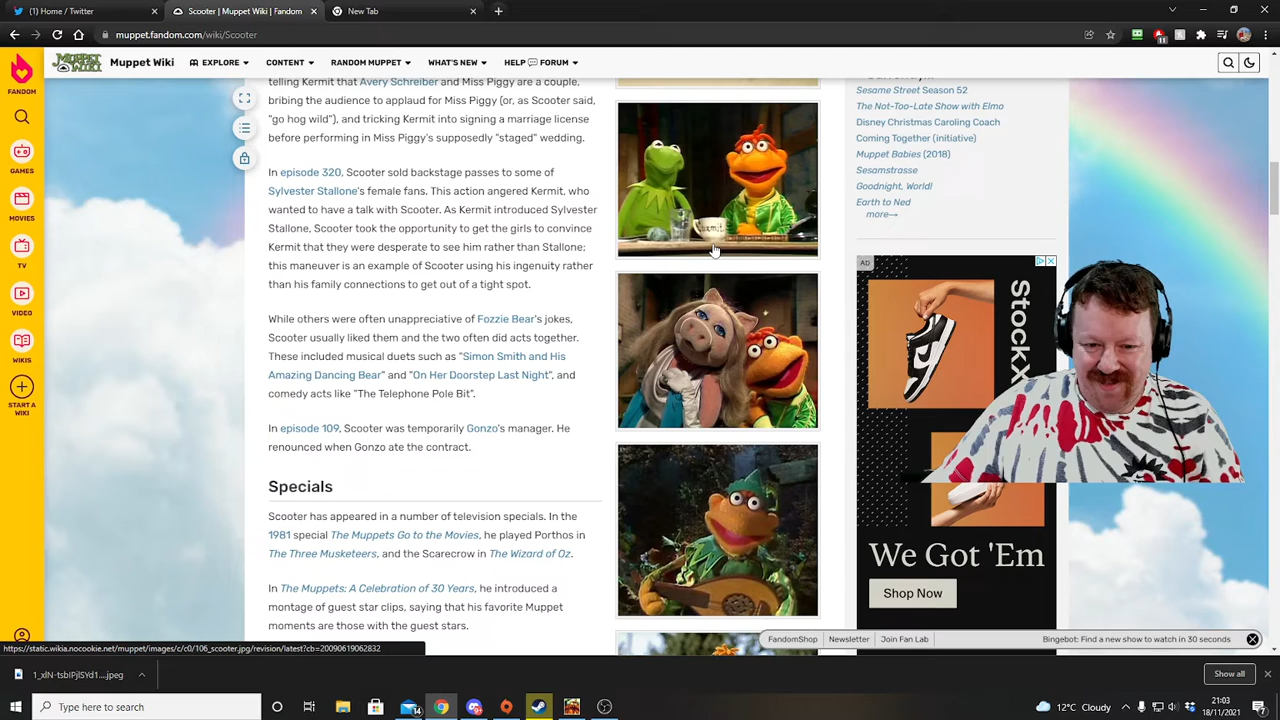 (1) Home / Twitter
Scooter | Muppet Wiki | Fandom
New Tab
muppet.fandom.com/wiki/Scooter
11
FANDOM
GAMES
MOVIES
TV
VIDEO
WIKIS
START A
WIKI
MUPPET WIKI
Muppet Wiki
EXPLORE
CONTENT
RANDOM MUPPET
WHAT'S NEW
HELP
FORUM
telling Kermit that Avery Schreiber and Miss Piggy are a couple,
bribing the audience to applaud for Miss Piggy (or, as Scooter said,
"go hog wild"), and tricking Kermit into signing a marriage license
before performing in Miss Piggy's supposedly "staged" wedding.
In episode 320, Scooter sold backstage passes to some of
Sylvester Stallone's female fans. This action angered Kermit, who
wanted to have a talk with Scooter. As Kermit introduced Sylvester
Stallone, Scooter took the opportunity to get the girls to convince
Kermit that they were desperate to see him rather than Stallone;
this maneuver is an example of Scooter using his ingenuity rather
than his family connections to get out of a tight spot.
While others were often unappreciative of Fozzie Bear's jokes,
Scooter usually liked them and the two often did acts together.
These included musical duets such as "Simon Smith and His
Amazing Dancing Bear" and "On Her Doorstep Last Night", and
comedy acts like "The Telephone Pole Bit".
In episode 109, Scooter was temporarily Gonzo's manager. He
renounced when Gonzo ate the contract.
Specials
Scooter has appeared in a number of television specials. In the
1981 special The Muppets Go to the Movies, he played Porthos in
The Three Musketeers, and the Scarecrow in The Wizard of Oz.
In The Muppets: A Celebration of 30 Years, he introduced a
montage of guest star clips, saying that his favorite Muppet
moments are those with the guest stars.
Kermit
Sesame Street Season 52
The Not-Too-Late Show with Elmo
Disney Christmas Caroling Coach
Coming Together (initiative)
Muppet Babies (2018)
Sesamstrasse
Goodnight, World!
Earth to Ned
more→
AD
StockX
We Got 'Em
Shop Now
FandomShop
Newsletter
Join Fan Lab
Bingebot: Find a new show to watch in 30 seconds
https://static.wikia.nocookie.net/muppet/images/c/c0/106_scooter.jpg/revision/latest?cb=20090619062832
1_xIN-tsbIPjlSYd1....jpeg
Show all
Type here to search
14
12°C Cloudy
21:03
18/11/2021